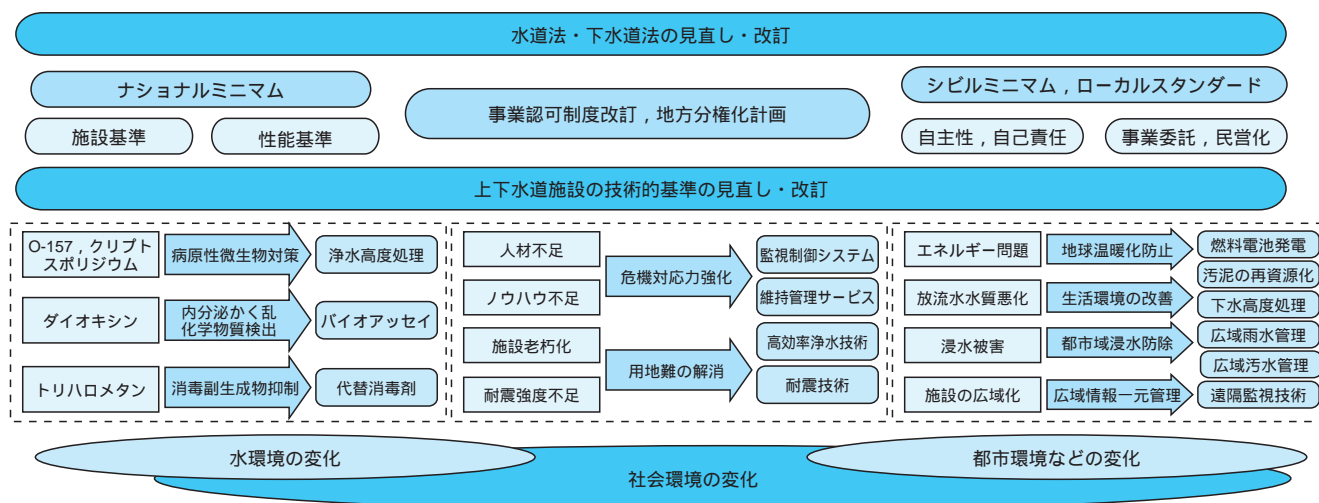 水道法・下水道法の見直し・改訂
ナショナルミニマム
施設基準
性能基準
事業認可制度改訂，地方分権化計画
シビルミニマム，ローカルスタンダード
自主性，自己責任
事業委託，民営化
上下水道施設の技術的基準の見直し・改訂
O-157，クリプト
スポリジウム
病原性微生物対策
浄水高度処理
ダイオキシン
内分泌かく乱
化学物質検出
バイオアッセイ
トリハロメタン
消毒副生成物抑制
代替消毒剤
人材不足
ノウハウ不足
危機対応力強化
監視制御システム
維持管理サービス
施設老朽化
耐震強度不足
用地難の解消
高効率浄水技術
耐震技術
エネルギー問題
地球温暖化防止
燃料電池発電
汚泥の再資源化
放流水水質悪化
生活環境の改善
下水高度処理
浸水被害
都市域浸水防除
広域雨水管理
広域汚水管理
施設の広域化
広域情報一元管理
遠隔監視技術
水環境の変化
社会環境の変化
都市環境などの変化